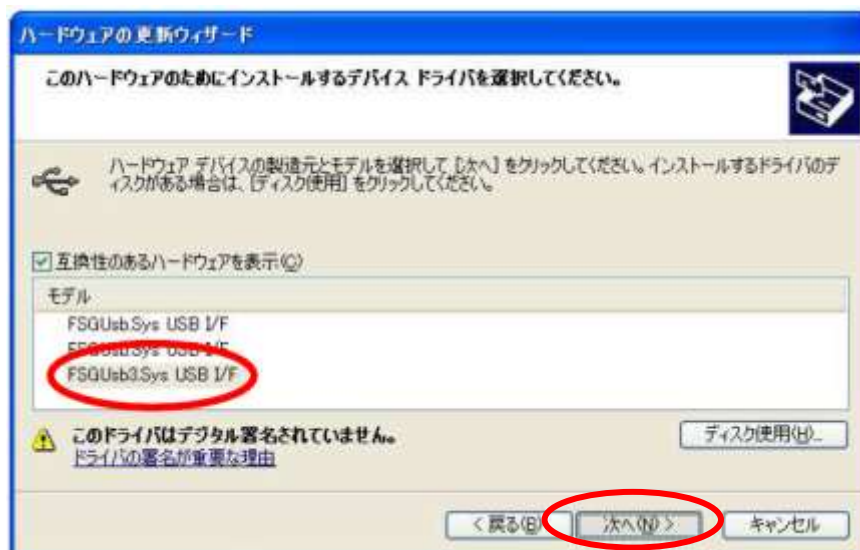 ハードウェアの更新ウィザード
このハードウェアのためにインストールするデバイス ドライバを選択してください。
ハードウェア デバイスの製造元とモデルを選択して [次へ] をクリックしてください。インストールするドライバのデ
ィスクがある場合は、[ディスク使用] をクリックしてください。
互換性のあるハードウェアを表示(C)
モデル
FSGUsb.Sys USB I/F
USB I/F
FSGUsb3.Sys USB I/F
このドライバはデジタル署名されていません。
ドライバの署名が重要な理由
ディスク使用(H)...
< 戻る(B)
次へ(N) >
キャンセル